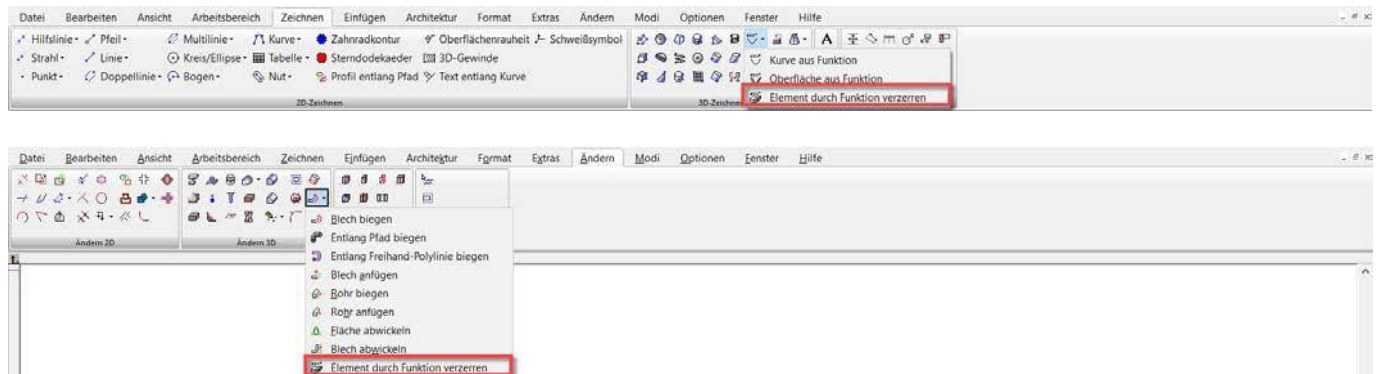 Datei Bearbeiten Ansicht Arbeitsbereich Zeichnen Einfügen Architektur Format Extras Ändern Modi Optionen Fenster Hilfe
Hilfslinie Pfeil Multilinie Kurve Zahnradkontur Oberflächenrauheit Schweißsymbol
Strahl Linie Kreis/Ellipse Tabelle Sterndodekaeder 3D-Gewinde
Punkt Doppellinie Bogen Nut Profil entlang Pfad Text entlang Kurve
2D-Zeichnen
3D-Zeichnen
Kurve aus Funktion
Oberfläche aus Funktion
Element durch Funktion verzerren
Datei Bearbeiten Ansicht Arbeitsbereich Zeichnen Einfügen Architektur Format Extras Ändern Modi Optionen Fenster Hilfe
Ändern 2D Ändern 3D
Blech biegen
Entlang Pfad biegen
Entlang Freihand-Polylinie biegen
Blech anfügen
Rohr biegen
Rohr anfügen
Fläche abwickeln
Blech abwickeln
Element durch Funktion verzerren